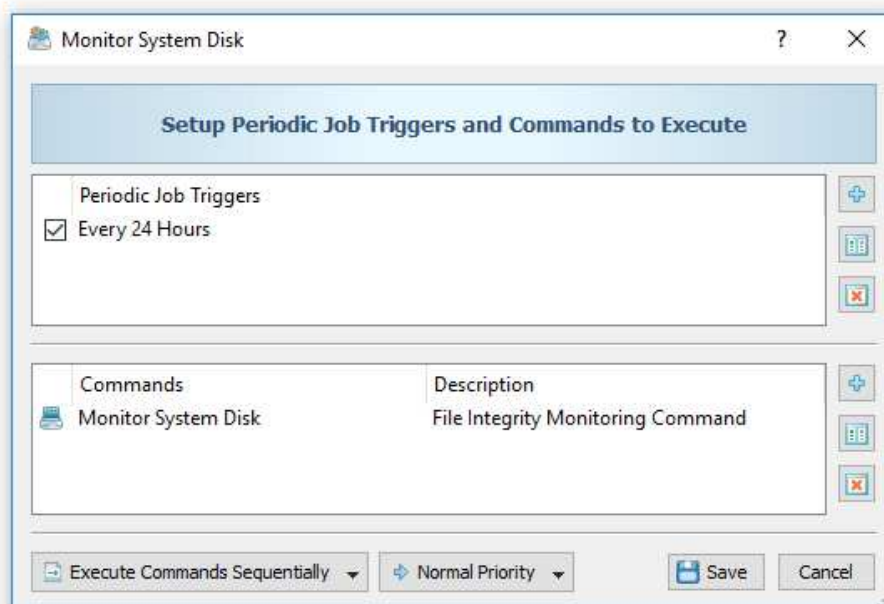 Monitor System Disk ?
Setup Periodic Job Triggers and Commands to Execute
Periodic Job Triggers
Every 24 Hours
Commands Description
Monitor System Disk File Integrity Monitoring Command
Execute Commands Sequentially Normal Priority Save Cancel